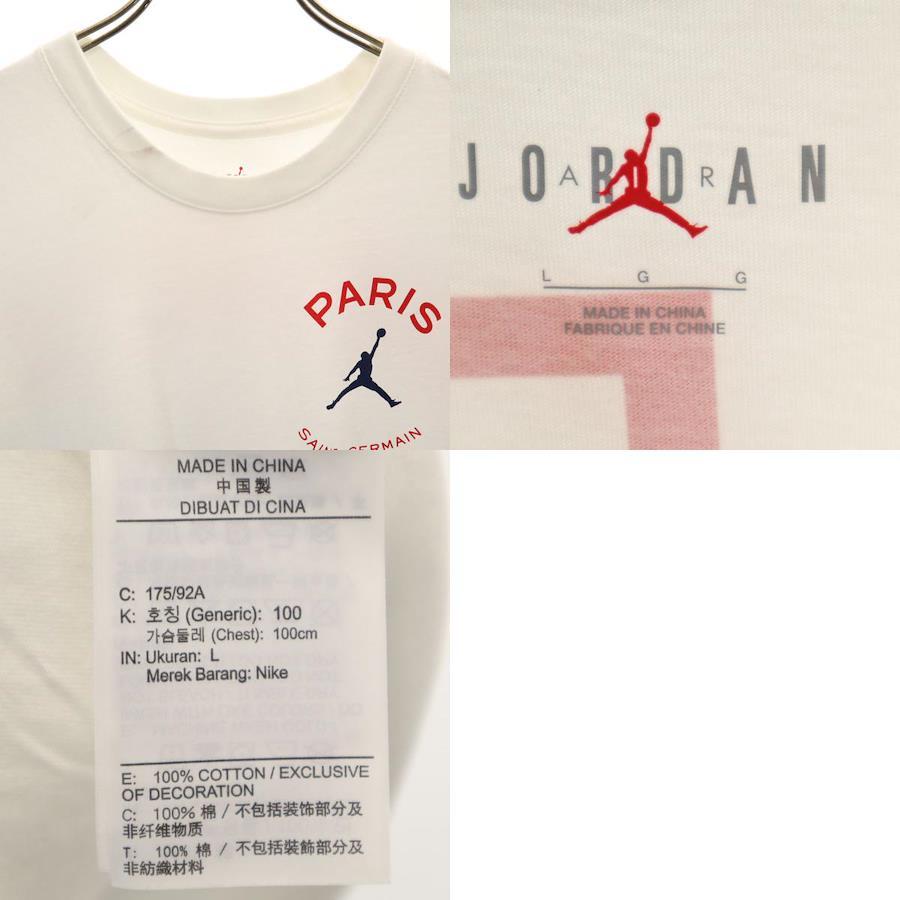 PARIS
SAINT-GERMAIN
JORDAN
A R
L G G
MADE IN CHINA
FABRIQUE EN CHINE
MADE IN CHINA
中国製
DIBUAT DI CINA
C: 175/92A
K: 호칭 (Generic): 100
가슴둘레 (Chest): 100cm
IN: Ukuran: L
Merek Barang: Nike
E: 100% COTTON / EXCLUSIVE
OF DECORATION
C: 100% 棉 / 不包括装饰部分及
非纤维物质
T: 100% 棉 / 不包括裝飾部分及
非紡織材料